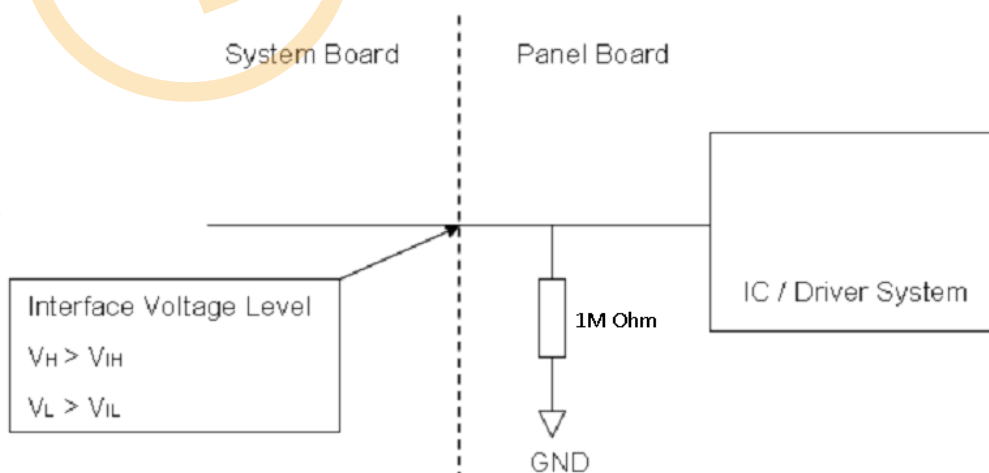 System Board
Panel Board
Interface Voltage Level
VH > VIH
VL > VIL
1M Ohm
IC / Driver System
GND